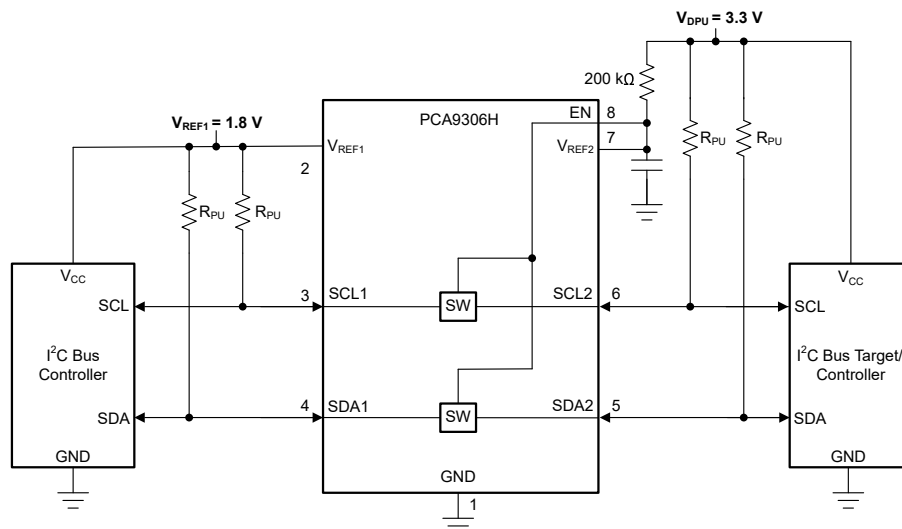 V_DPU = 3.3 V
200 kΩ
PCA9306H
EN
8
V_REF1 = 1.8 V
V_REF1
V_REF2
7
2
R_PU
R_PU
R_PU
R_PU
V_CC
V_CC
SCL
3
SCL1
SW
SCL2
6
SCL
I²C Bus
Controller
I²C Bus Target/
Controller
SDA
4
SDA1
SW
SDA2
5
SDA
GND
GND
GND
1